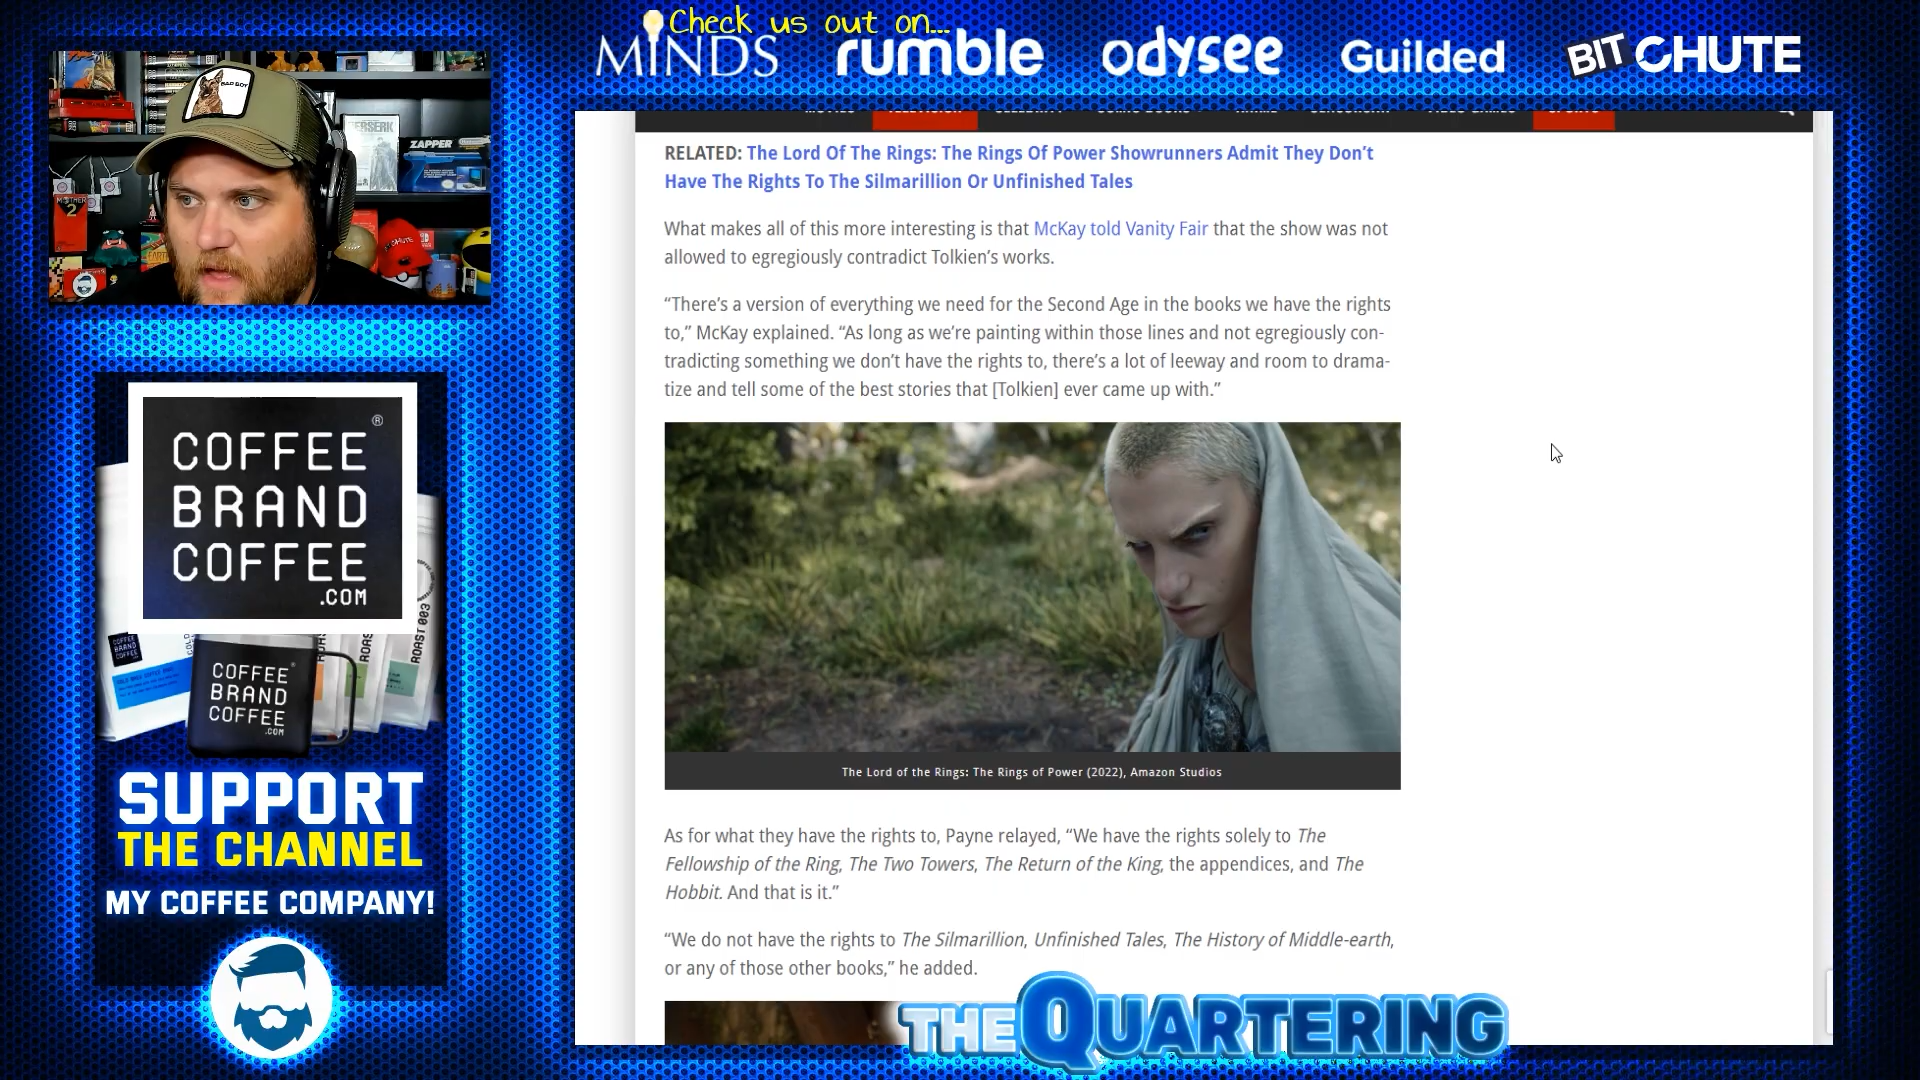 Check us out on...
MINDS
rumble
odysee
Guilded
BIT CHUTE
BAD BOY
BERSERK
ZAPPER
MOTHER
2
RELATED: The Lord Of The Rings: The Rings Of Power Showrunners Admit They Don’t
Have The Rights To The Silmarillion Or Unfinished Tales
What makes all of this more interesting is that McKay told Vanity Fair that the show was not
allowed to egregiously contradict Tolkien’s works.
“There’s a version of everything we need for the Second Age in the books we have the rights
to,” McKay explained. “As long as we’re painting within those lines and not egregiously con-
tradicting something we don’t have the rights to, there’s a lot of leeway and room to drama-
tize and tell some of the best stories that [Tolkien] ever came up with.”
The Lord of the Rings: The Rings of Power (2022), Amazon Studios
As for what they have the rights to, Payne relayed, “We have the rights solely to The
Fellowship of the Ring, The Two Towers, The Return of the King, the appendices, and The
Hobbit. And that is it.”
“We do not have the rights to The Silmarillion, Unfinished Tales, The History of Middle-earth,
or any of those other books,” he added.
COFFEE
BRAND
COFFEE
.COM
®
ROAST 003
COFFEE
BRAND
COFFEE
.COM
SUPPORT
THE CHANNEL
MY COFFEE COMPANY!
THE QUARTERING